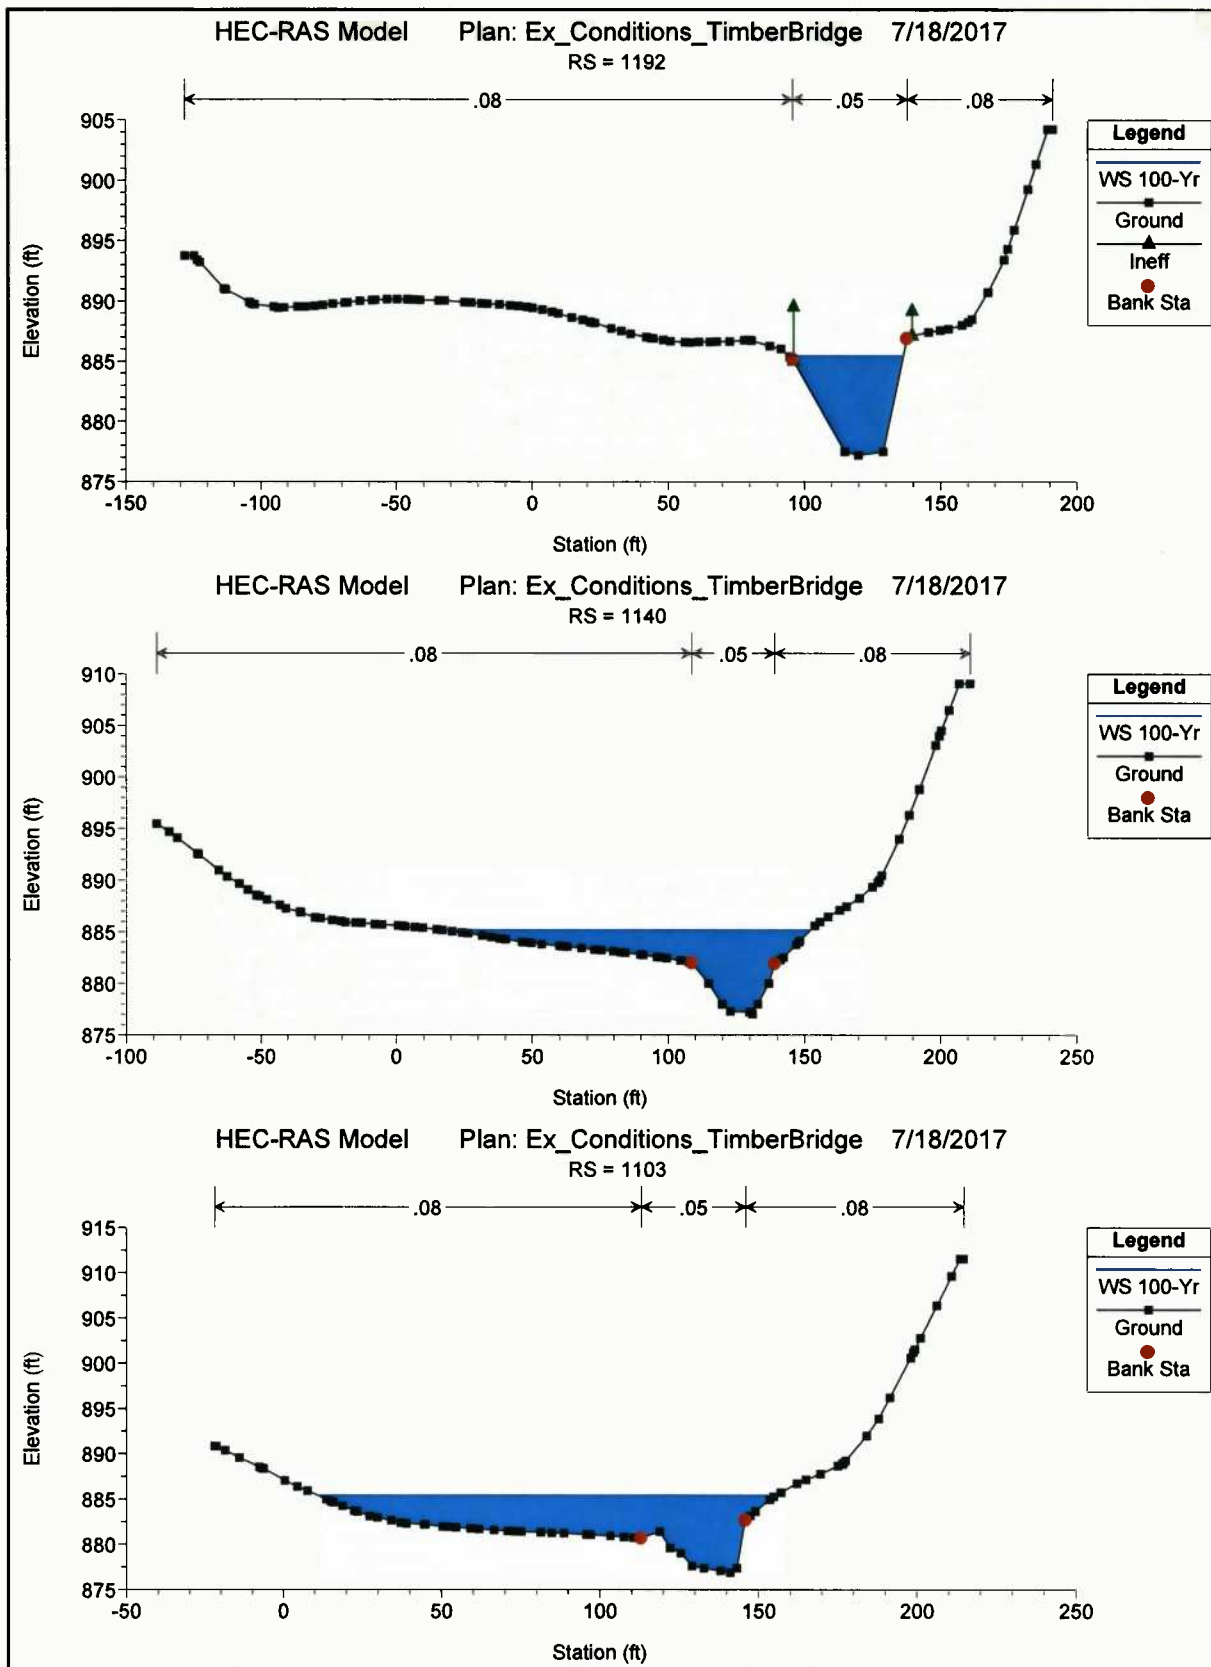 HEC-RAS Model Plan: Ex_Conditions_TimberBridge 7/18/2017
RS = 1192
.08 .05 .08
905
900
895
890
885
880
875
Elevation (ft)
-150 -100 -50 0 50 100 150 200
Station (ft)
Legend
WS 100-Yr
Ground
Ineff
Bank Sta
HEC-RAS Model Plan: Ex_Conditions_TimberBridge 7/18/2017
RS = 1140
.08 .05 .08
910
905
900
895
890
885
880
875
Elevation (ft)
-100 -50 0 50 100 150 200 250
Station (ft)
Legend
WS 100-Yr
Ground
Bank Sta
HEC-RAS Model Plan: Ex_Conditions_TimberBridge 7/18/2017
RS = 1103
.08 .05 .08
915
910
905
900
895
890
885
880
875
Elevation (ft)
-50 0 50 100 150 200 250
Station (ft)
Legend
WS 100-Yr
Ground
Bank Sta